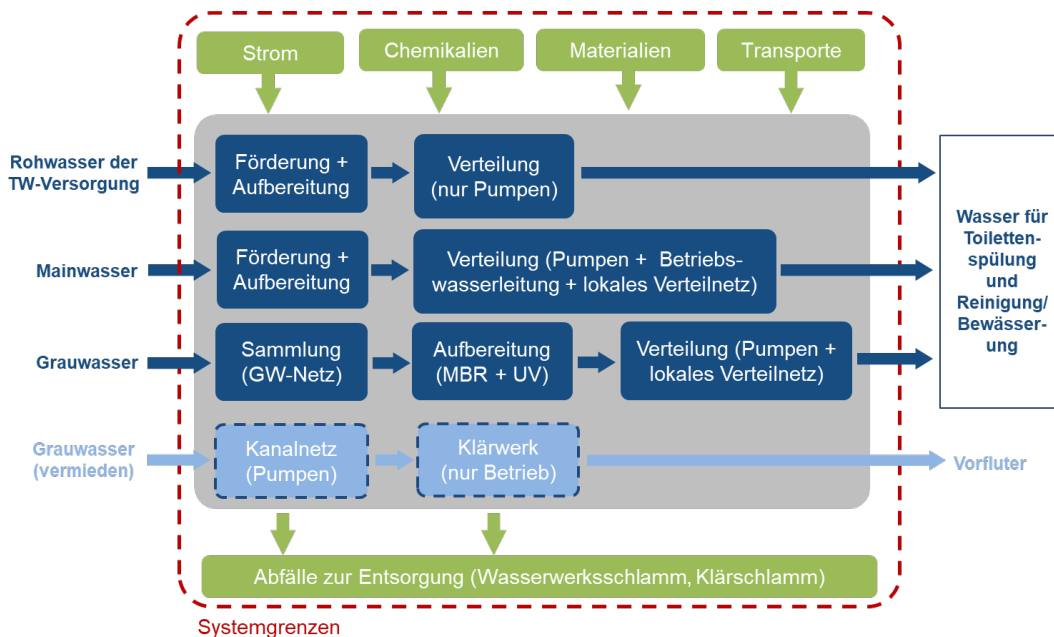 Strom
Chemikalien
Materialien
Transporte
Rohwasser der
TW-Versorgung
Förderung +
Aufbereitung
Verteilung
(nur Pumpen)
Mainwasser
Förderung +
Aufbereitung
Verteilung (Pumpen + Betriebs-
wasserleitung + lokales Verteilnetz)
Grauwasser
Sammlung
(GW-Netz)
Aufbereitung
(MBR + UV)
Verteilung (Pumpen +
lokales Verteilnetz)
Wasser für
Toiletten-
spülung
und
Reinigung/
Bewässer-
ung
Grauwasser
(vermieden)
Kanalnetz
(Pumpen)
Klärwerk
(nur Betrieb)
Vorfluter
Abfälle zur Entsorgung (Wasserwerksschlamm, Klärschlamm)
Systemgrenzen